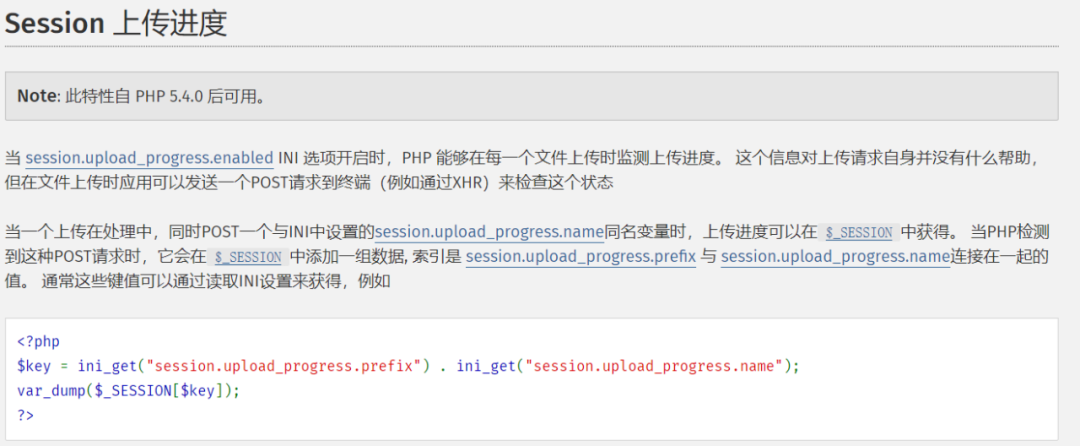 Session 上传进度
Note: 此特性自 PHP 5.4.0 后可用。
当 session.upload_progress.enabled INI 选项开启时，PHP 能够在每一个文件上传时监测上传进度。 这个信息对上传请求自身并没有什么帮助，
但在文件上传时应用可以发送一个POST请求到终端（例如通过XHR）来检查这个状态
当一个上传在处理中，同时POST一个与INI中设置的session.upload_progress.name同名变量时，上传进度可以在 $_SESSION 中获得。 当PHP检测
到这种POST请求时，它会在 $_SESSION 中添加一组数据, 索引是 session.upload_progress.prefix 与 session.upload_progress.name连接在一起的
值。 通常这些键值可以通过读取INI设置来获得，例如
<?php
$key = ini_get("session.upload_progress.prefix") . ini_get("session.upload_progress.name");
var_dump($_SESSION[$key]);
?>